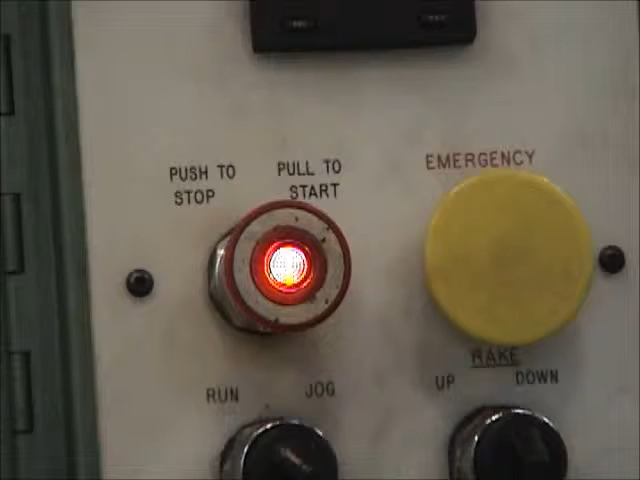 PUSH TO
STOP
PULL TO
START
EMERGENCY
RUN
JOG
RAKE
UP
DOWN